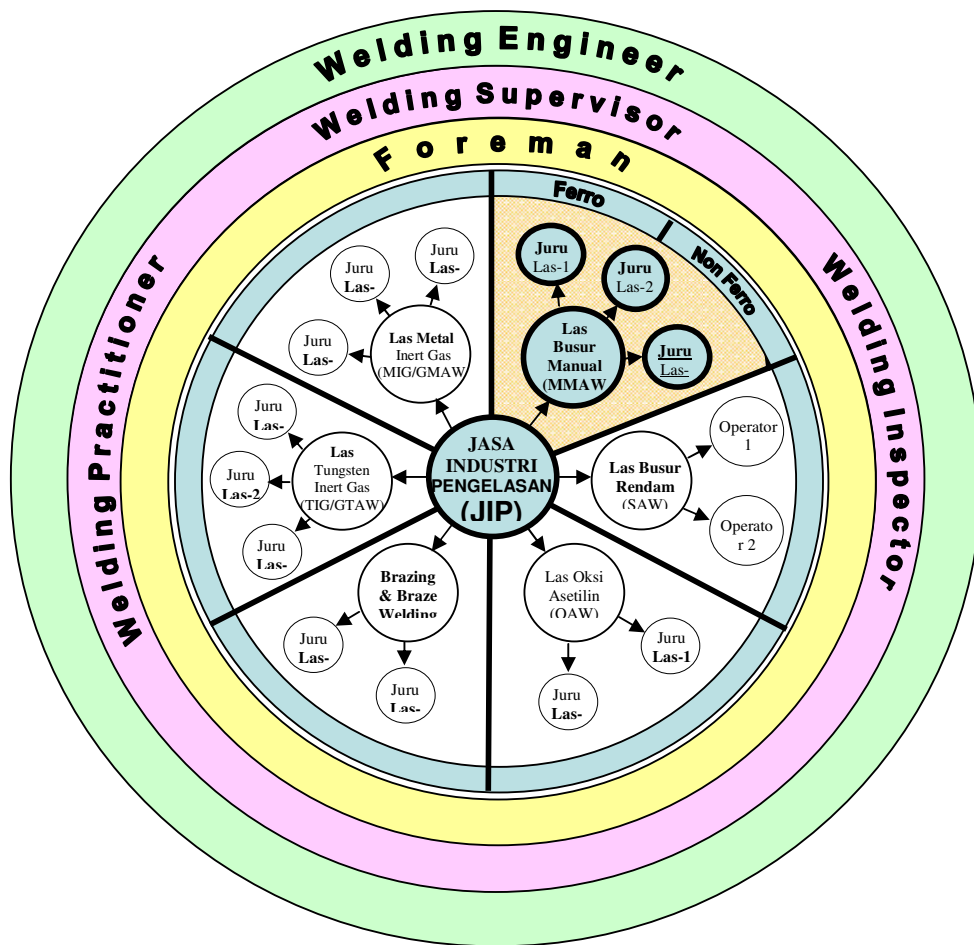 Welding Engineer
Welding Supervisor
Foreman
Welding Practitioner
Welding Inspector
Ferro
Non Ferro
Juru
Las-
Juru
Las-
Juru
Las-
Las Metal
Inert Gas
(MIG/GMAW
Juru
Las-1
Juru
Las-2
Juru
Las-
Las
Busur
Manual
(MMAW
Juru
Las-
Juru
Las-2
Juru
Las-
Las
Tungsten
Inert Gas
(TIG/GTAW)
JASA
INDUSTRI
PENGELASAN
(JIP)
Las Busur
Rendam
(SAW)
Operator
1
Operato
r 2
Brazing
& Braze
Welding
Juru
Las-
Juru
Las-
Las Oksi
Asetilin
(OAW)
Juru
Las-1
Juru
Las-